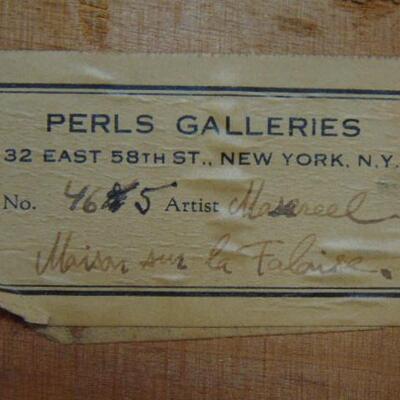 PERLS GALLERIES
32 EAST 58TH ST., NEW YORK, N.Y.
No. Artist Masereel
Maison sur la Falaise.